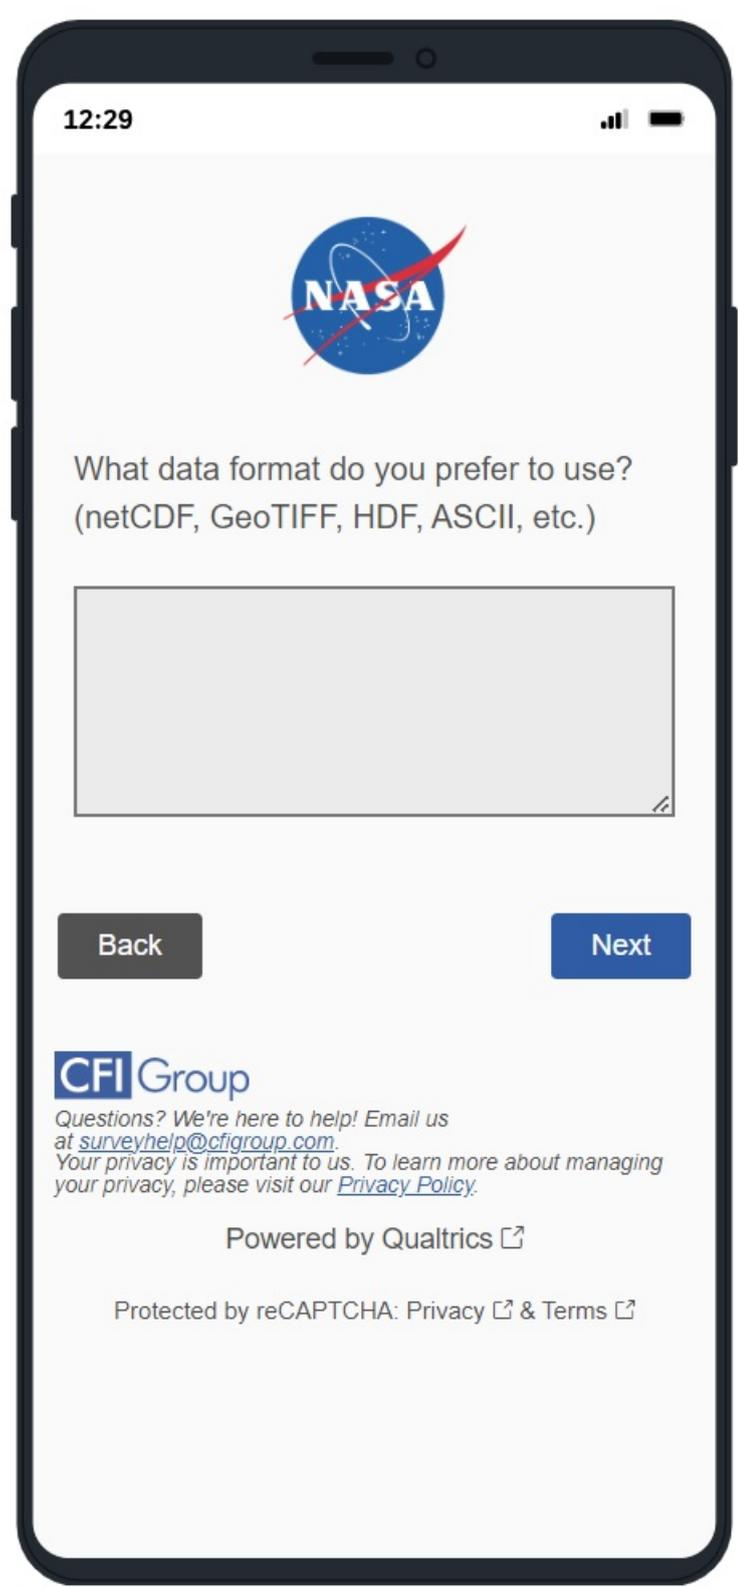 12:29
NASA
What data format do you prefer to use?
(netCDF, GeoTIFF, HDF, ASCII, etc.)
Back
Next
CFI Group
Questions? We're here to help! Email us
at surveyhelp@cfigroup.com.
Your privacy is important to us. To learn more about managing
your privacy, please visit our Privacy Policy.
Powered by Qualtrics
Protected by reCAPTCHA: Privacy & Terms